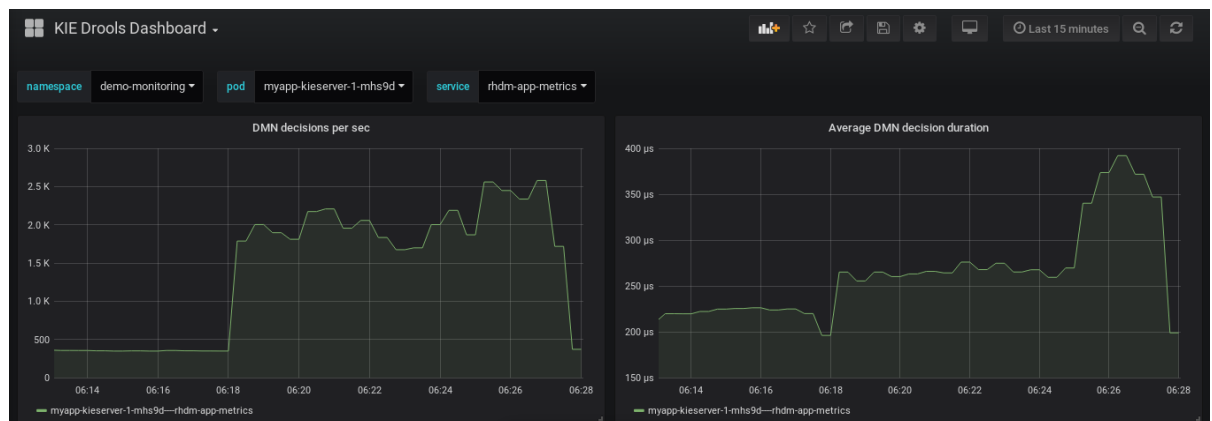 KIE Drools Dashboard
Last 15 minutes
namespace demo-monitoring pod myapp-kieserver-1-mhs9d service rhdm-app-metrics
DMN decisions per sec
3.0 K
2.5 K
2.0 K
1.5 K
1.0 K
500
0
06:14 06:16 06:18 06:20 06:22 06:24 06:26 06:28
myapp-kieserver-1-mhs9d—rhdm-app-metrics
Average DMN decision duration
400 µs
350 µs
300 µs
250 µs
200 µs
150 µs
06:14 06:16 06:18 06:20 06:22 06:24 06:26 06:28
myapp-kieserver-1-mhs9d—rhdm-app-metrics